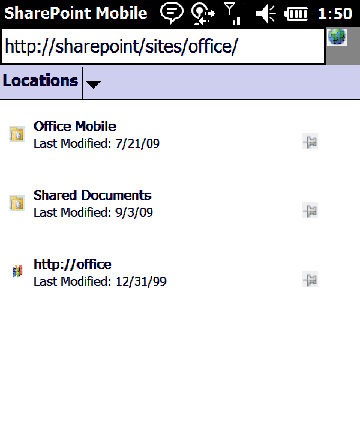 SharePoint Mobile 1:50
http://sharepoint/sites/office/
Locations
Office Mobile
Last Modified: 7/21/09
Shared Documents
Last Modified: 9/3/09
http://office
Last Modified: 12/31/99